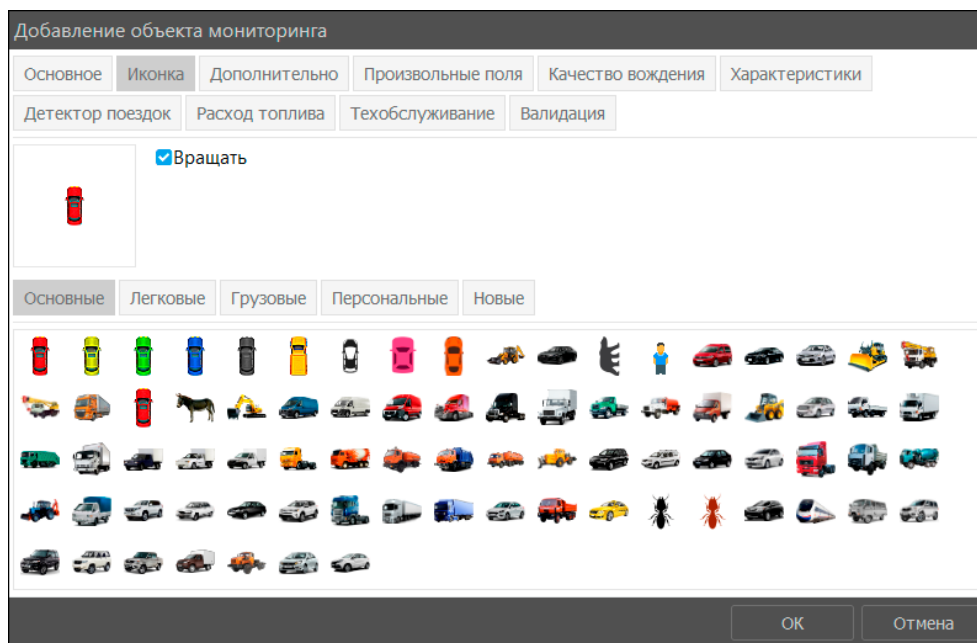 Добавление объекта мониторинга
Основное Иконка Дополнительно Произвольные поля Качество вождения Характеристики
Детектор поездок Расход топлива Техобслуживание Валидация
Вращать
Основные Легковые Грузовые Персональные Новые
ОК Отмена